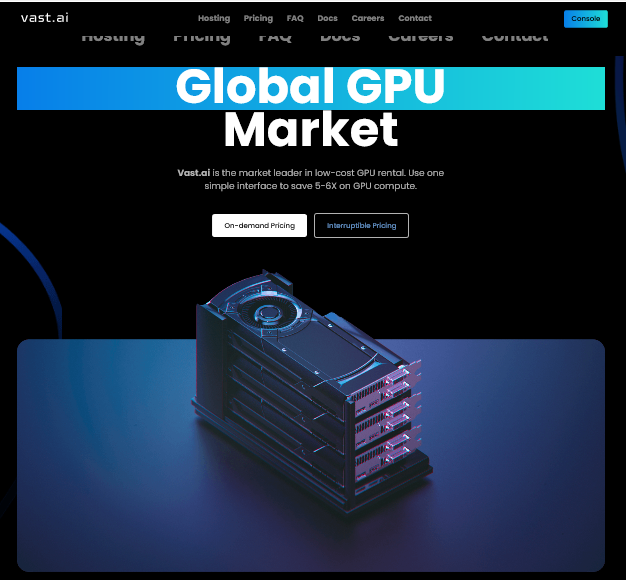 vast.ai
Hosting Pricing FAQ Docs Careers Contact
Console
Hosting Pricing FAQ Docs Careers Contact
Global GPU
Market
Vast.ai is the market leader in low-cost GPU rental. Use one
simple interface to save 5-6X on GPU compute.
On-demand Pricing
Interruptible Pricing